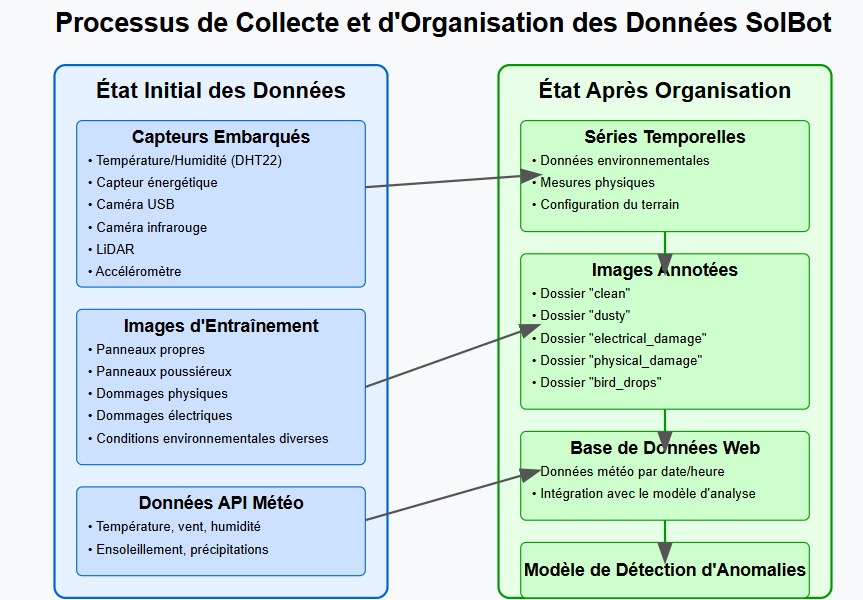 Processus de Collecte et d'Organisation des Données SolBot
État Initial des Données
Capteurs Embarqués
• Température/Humidité (DHT22)
• Capteur énergétique
• Caméra USB
• Caméra infrarouge
• LiDAR
• Accéléromètre
Images d'Entraînement
• Panneaux propres
• Panneaux poussiéreux
• Dommages physiques
• Dommages électriques
• Conditions environnementales diverses
Données API Météo
• Température, vent, humidité
• Ensoleillement, précipitations
État Après Organisation
Séries Temporelles
• Données environnementales
• Mesures physiques
• Configuration du terrain
Images Annotées
• Dossier "clean"
• Dossier "dusty"
• Dossier "electrical_damage"
• Dossier "physical_damage"
• Dossier "bird_drops"
Base de Données Web
Données météo par date/heure
• Intégration avec le modèle d'analyse
Modèle de Détection d'Anomalies